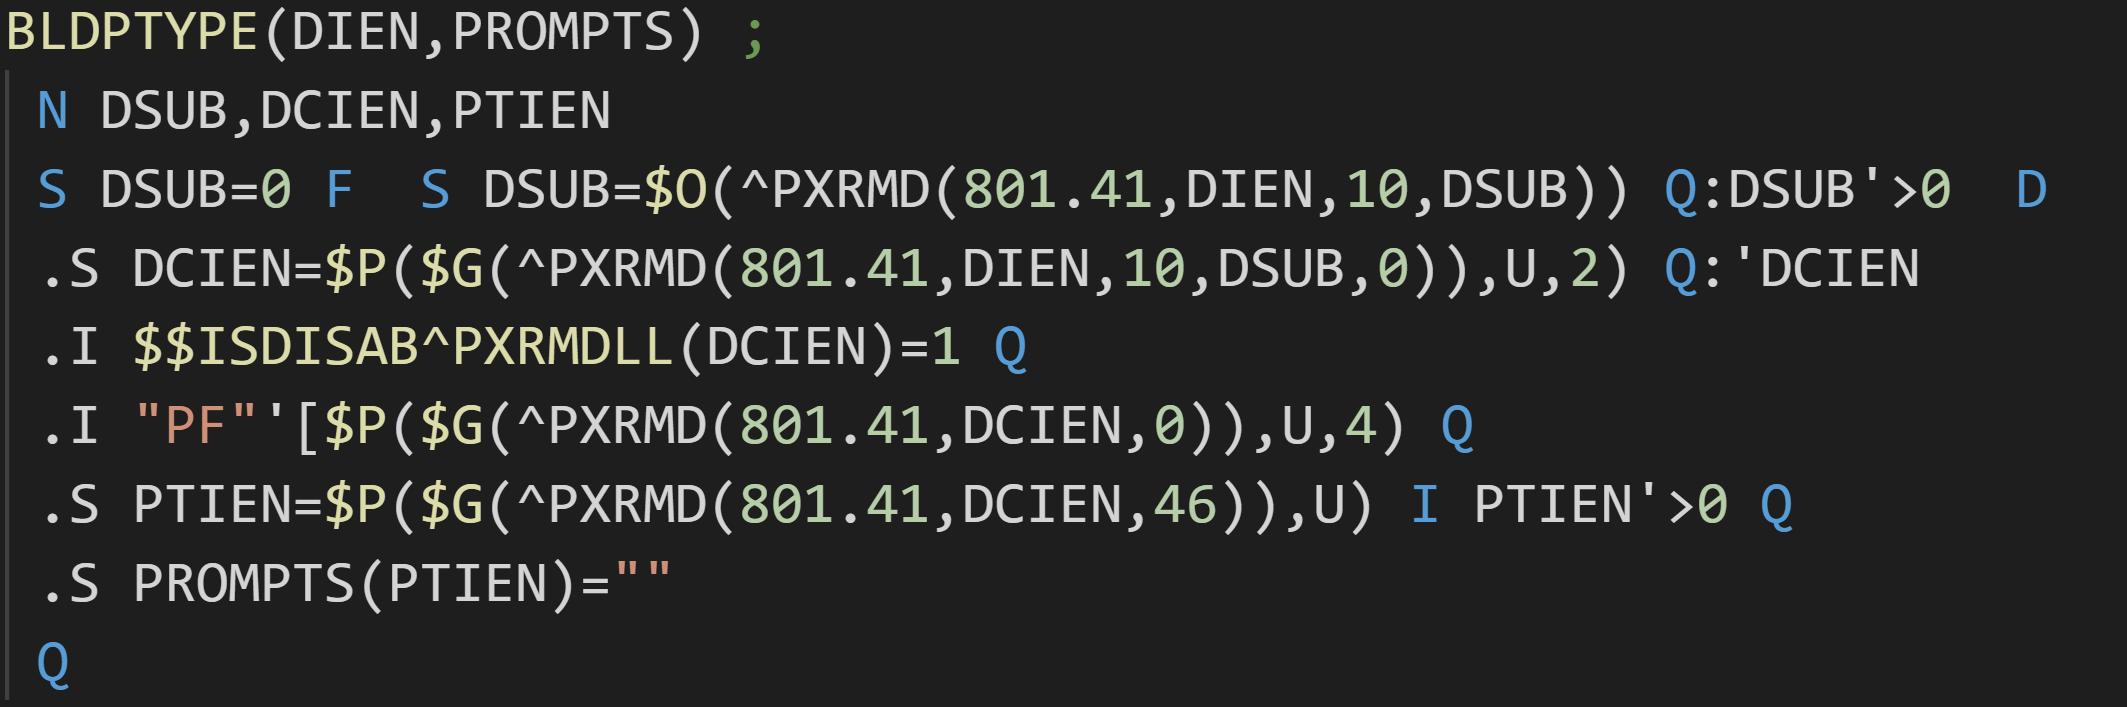 BLDPTYPE(DIEN,PROMPTS) ;
 N DSUB,DCIEN,PTIEN
 S DSUB=0 F  S DSUB=$O(^PXRMD(801.41,DIEN,10,DSUB)) Q:DSUB'>0  D
 .S DCIEN=$P($G(^PXRMD(801.41,DIEN,10,DSUB,0)),U,2) Q:'DCIEN
 .I $$ISDISAB^PXRMDLL(DCIEN)=1 Q
 .I "PF"'[$P($G(^PXRMD(801.41,DCIEN,0)),U,4) Q
 .S PTIEN=$P($G(^PXRMD(801.41,DCIEN,46)),U) I PTIEN'>0 Q
 .S PROMPTS(PTIEN)=""
 Q